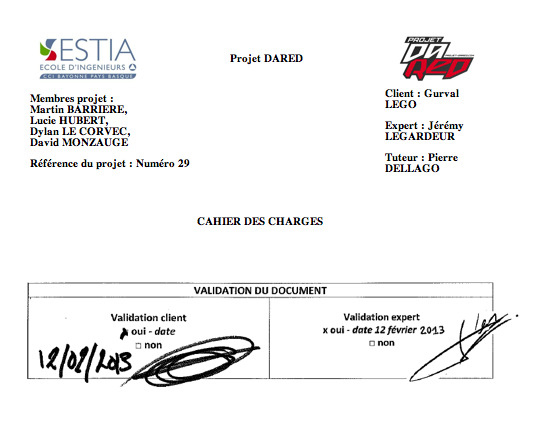 ESTIA
ECOLE D'INGENIEURS
CCI BAYONNE PAYS BASQUE
Projet DARED
PROJET
DA
RED
Membres projet :
Martin BARRIERE,
Lucie HUBERT,
Dylan LE CORVEC,
David MONZAUGE
Référence du projet : Numéro 29
Client : Gurval
LEGO
Expert : Jérémy
LEGARDEUR
Tuteur : Pierre
DELLAGO
CAHIER DES CHARGES
VALIDATION DU DOCUMENT
Validation client
x oui - date
□ non
12/02/2013
Validation expert
x oui - date 12 février 2013
□ non